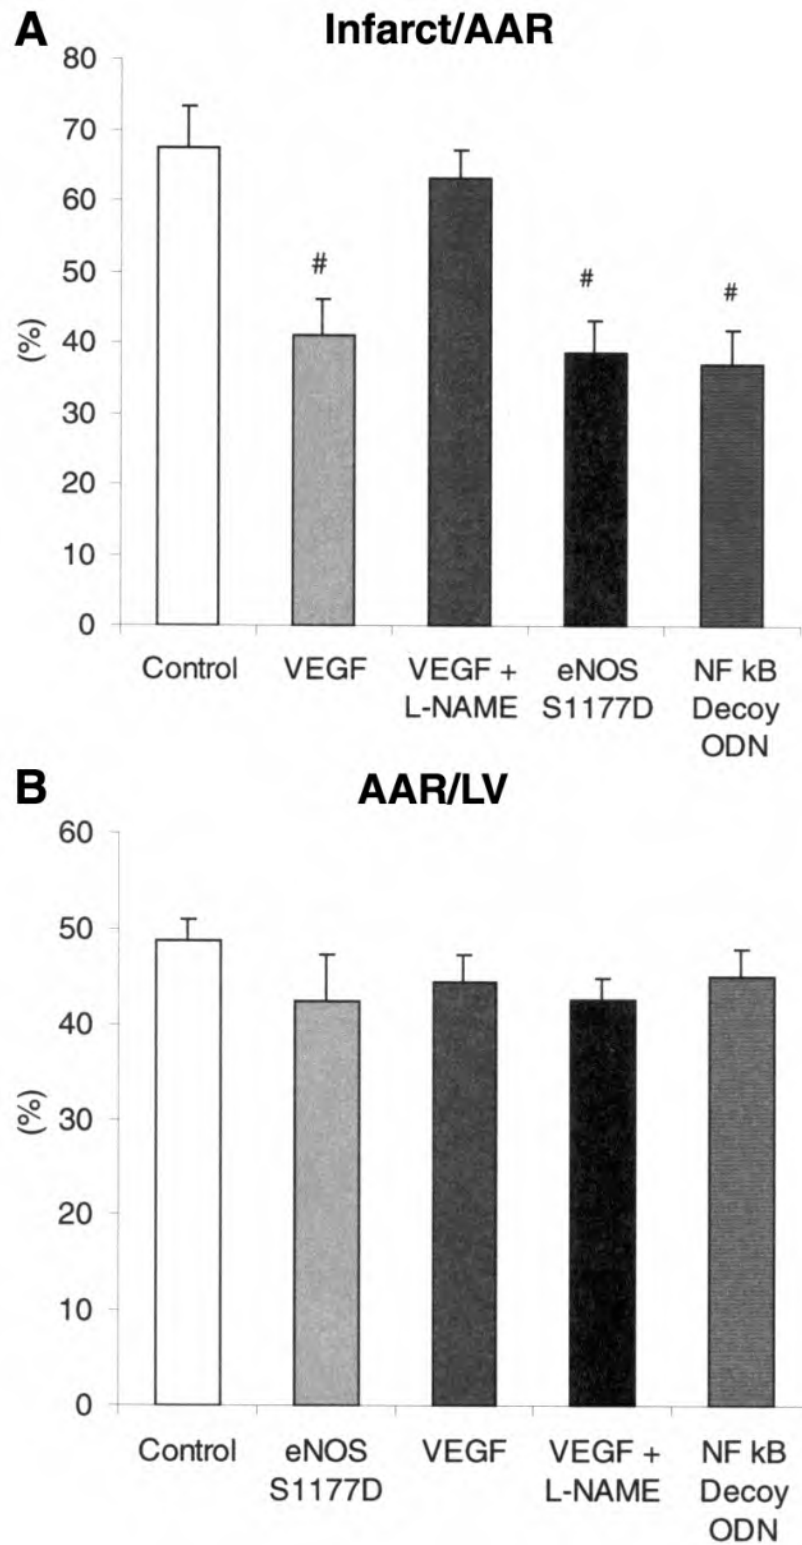 A
Infarct/AAR
80
70
60
50
40
30
20
10
0
(%)
#
#
#
Control
VEGF
VEGF +
L-NAME
eNOS
S1177D
NF kB
Decoy
ODN
B
AAR/LV
60
50
40
30
20
10
0
(%)
Control
eNOS
S1177D
VEGF
VEGF +
L-NAME
NF kB
Decoy
ODN